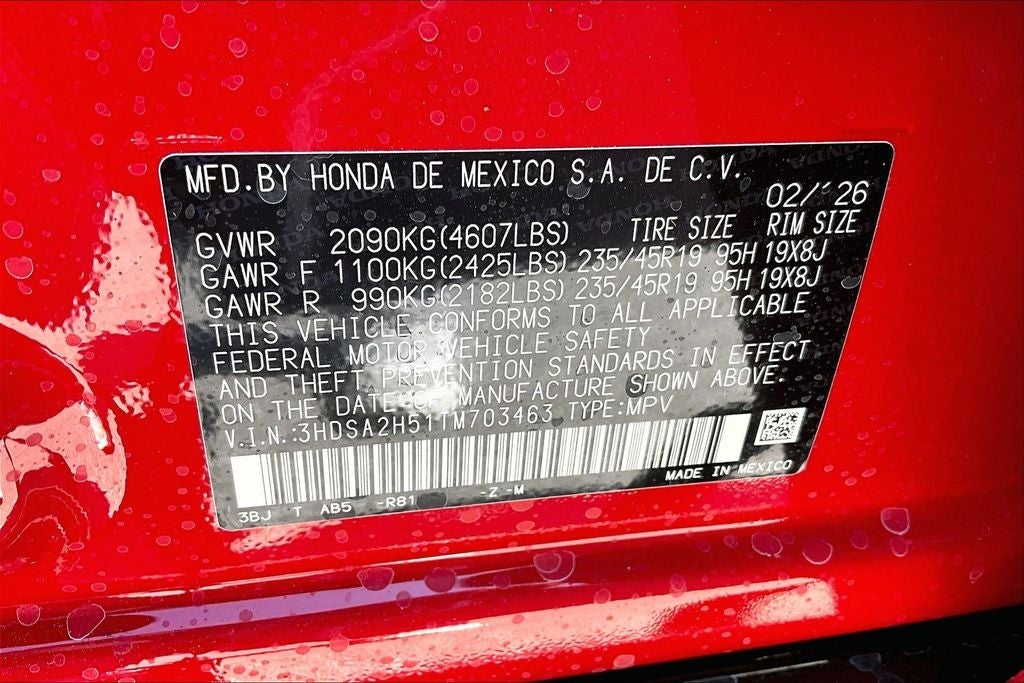 MFD.BY HONDA DE MEXICO S.A. DE C.V.
02/'26
GVWR 2090KG(4607LBS) TIRE SIZE RIM SIZE
GAWR F 1100KG(2425LBS) 235/45R19 95H 19X8J
GAWR R 990KG(2182LBS) 235/45R19 95H 19X8J
THIS VEHICLE CONFORMS TO ALL APPLICABLE
FEDERAL MOTOR VEHICLE SAFETY
AND THEFT PREVENTION STANDARDS IN EFFECT
ON THE DATE OF MANUFACTURE SHOWN ABOVE.
V.I.N.:3HDSA2H51TM703463 TYPE:MPV
MADE IN MEXICO
3BJ T AB5 -R81 -Z -M